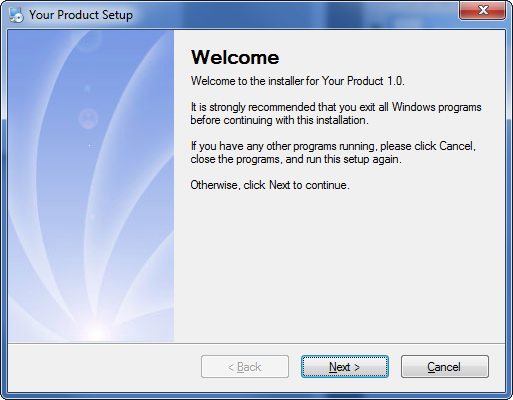 Your Product Setup
Welcome
Welcome to the installer for Your Product 1.0.
It is strongly recommended that you exit all Windows programs
before continuing with this installation.
If you have any other programs running, please click Cancel,
close the programs, and run this setup again.
Otherwise, click Next to continue.
< Back
Next >
Cancel